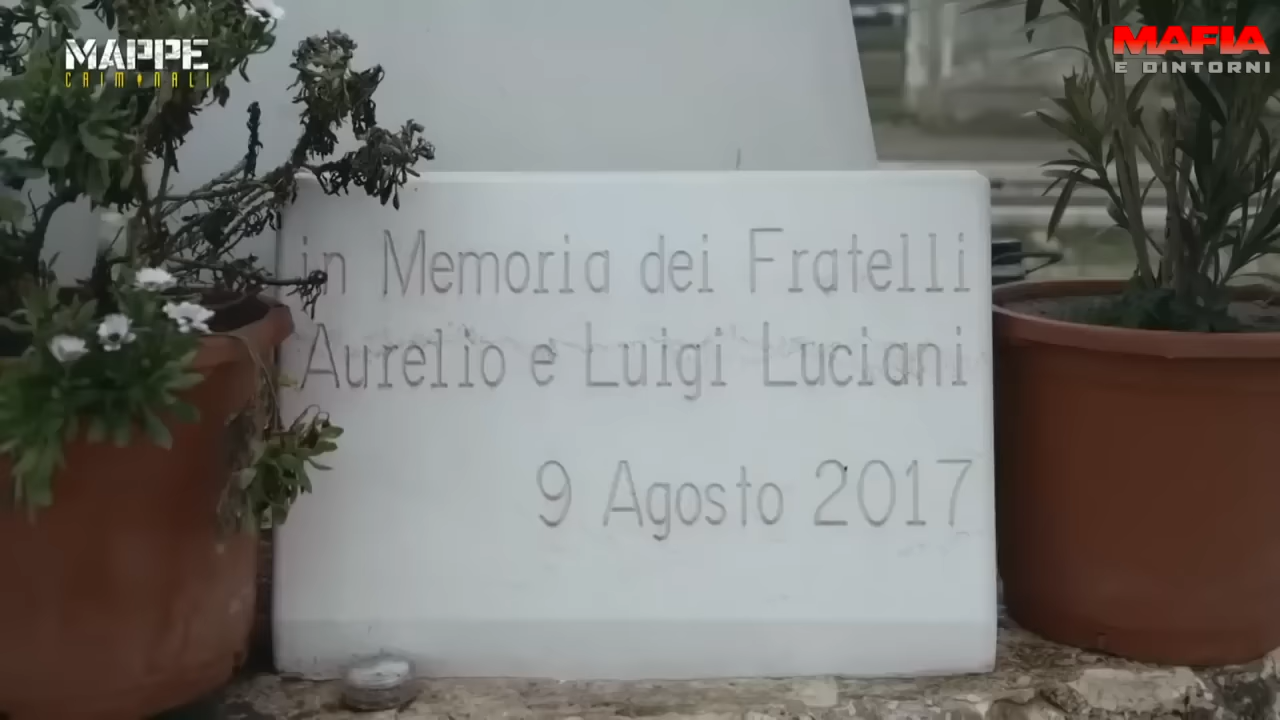 MAPPE
CRIMINALI
MAFIA
E DINTORNI
in Memoria dei Fratelli
Aurelio e Luigi Luciani
9 Agosto 2017